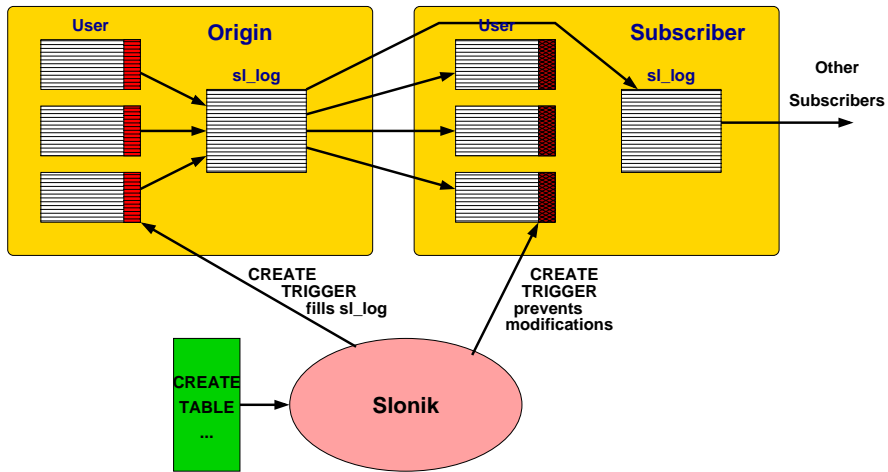 User
Origin
sl_log
User
Subscriber
sl_log
Other
Subscribers
CREATE
TRIGGER
fills sl_log
CREATE
TRIGGER
prevents
modifications
CREATE
TABLE
...
Slonik